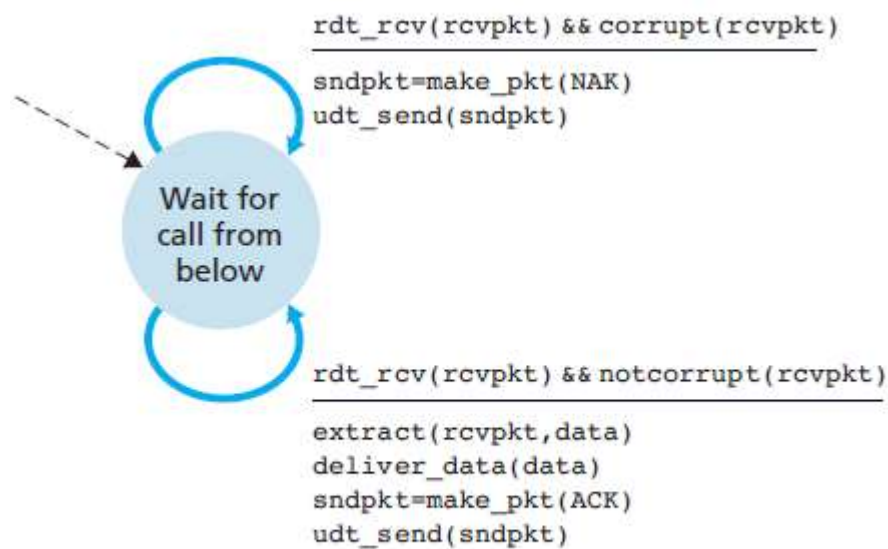 rdt_rcv(rcvpkt) && corrupt(rcvpkt)
sndpkt=make_pkt(NAK)
udt_send(sndpkt)
Wait for
call from
below
rdt_rcv(rcvpkt) && notcorrupt(rcvpkt)
extract(rcvpkt,data)
deliver_data(data)
sndpkt=make_pkt(ACK)
udt_send(sndpkt)